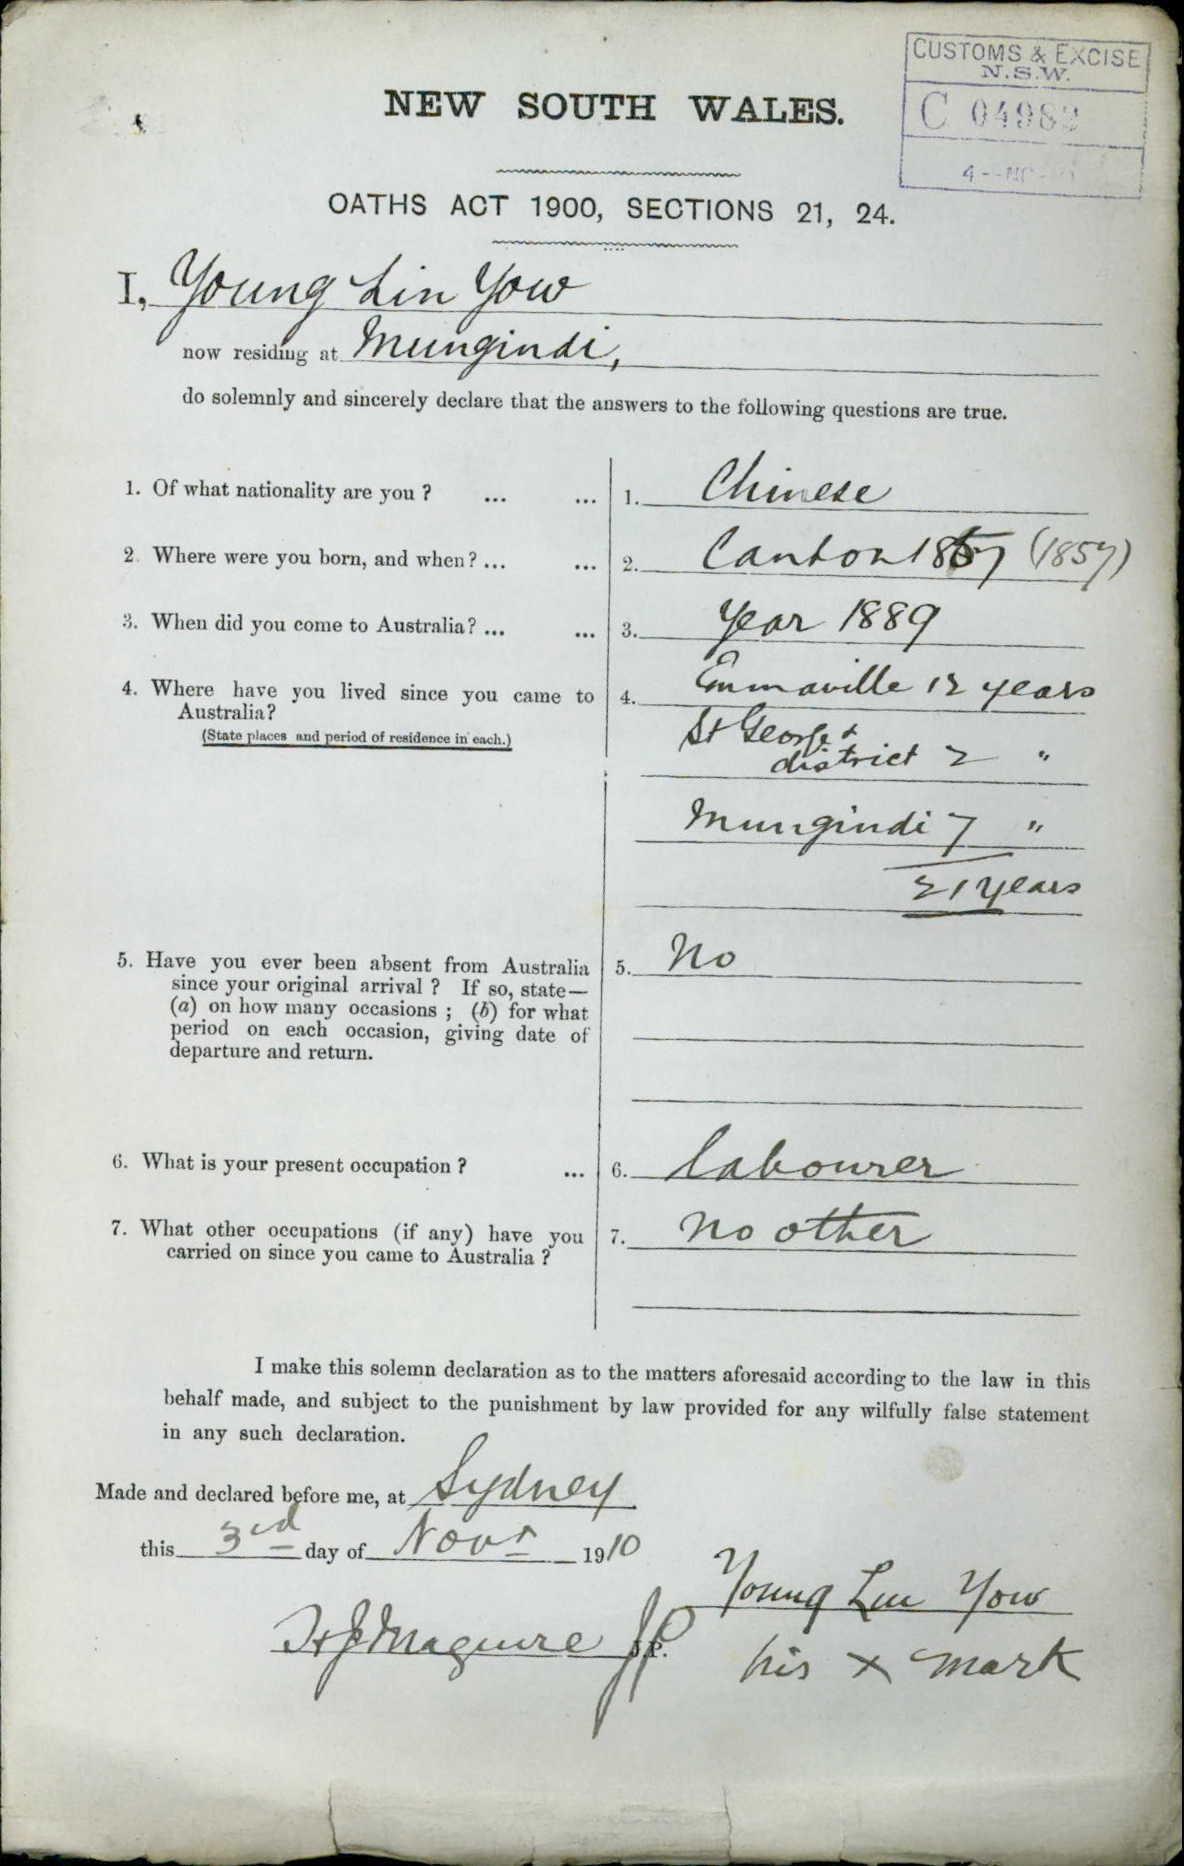 CUSTOMS & EXCISE
N.S.W.
C 04982
NEW SOUTH WALES.
OATHS ACT 1900, SECTIONS 21, 24.
I, Young Lin Yow
now residing at Mungindi,
do solemnly and sincerely declare that the answers to the following questions are true.
1. Of what nationality are you? ... ... 1. Chinese
2. Where were you born, and when? ... ... 2. Canton 1857 (1857)
3. When did you come to Australia? ... ... 3. Year 1889
4. Where have you lived since you came to 4. Emmaville 12 years
Australia?
(State places and period of residence in each.) St George &
district 2 "
Mungindi 7 "
21 years
5. Have you ever been absent from Australia 5. No
since your original arrival? If so, state—
(a) on how many occasions; (b) for what
period on each occasion, giving date of
departure and return.
6. What is your present occupation? ... 6. Labourer
7. What other occupations (if any) have you 7. No other
carried on since you came to Australia?
I make this solemn declaration as to the matters aforesaid according to the law in this
behalf made, and subject to the punishment by law provided for any wilfully false statement
in any such declaration.
Made and declared before me, at Sydney
this 3rd day of Novr 1910
Young Lin Yow
Maguire JP J.P.
his x mark